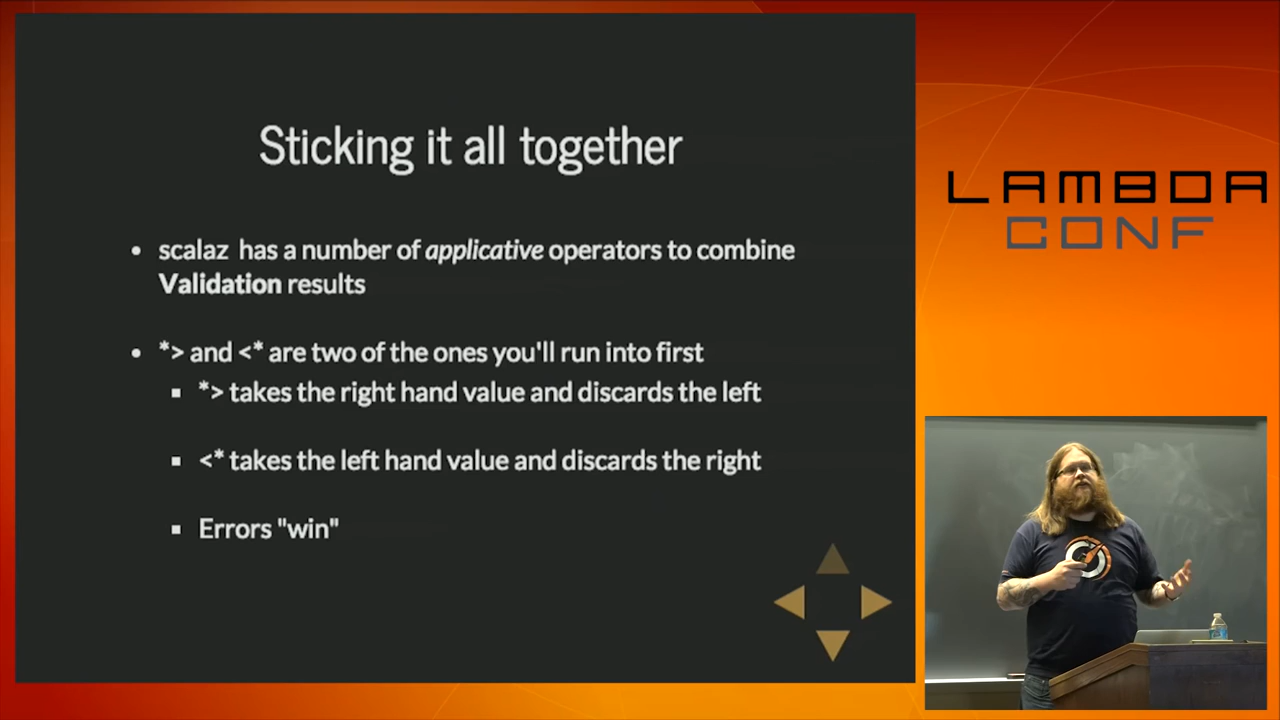 Sticking it all together
scalaz has a number of applicative operators to combine
Validation results
*> and <* are two of the ones you'll run into first
*> takes the right hand value and discards the left
<* takes the left hand value and discards the right
Errors "win"
LAMBDA
CONF